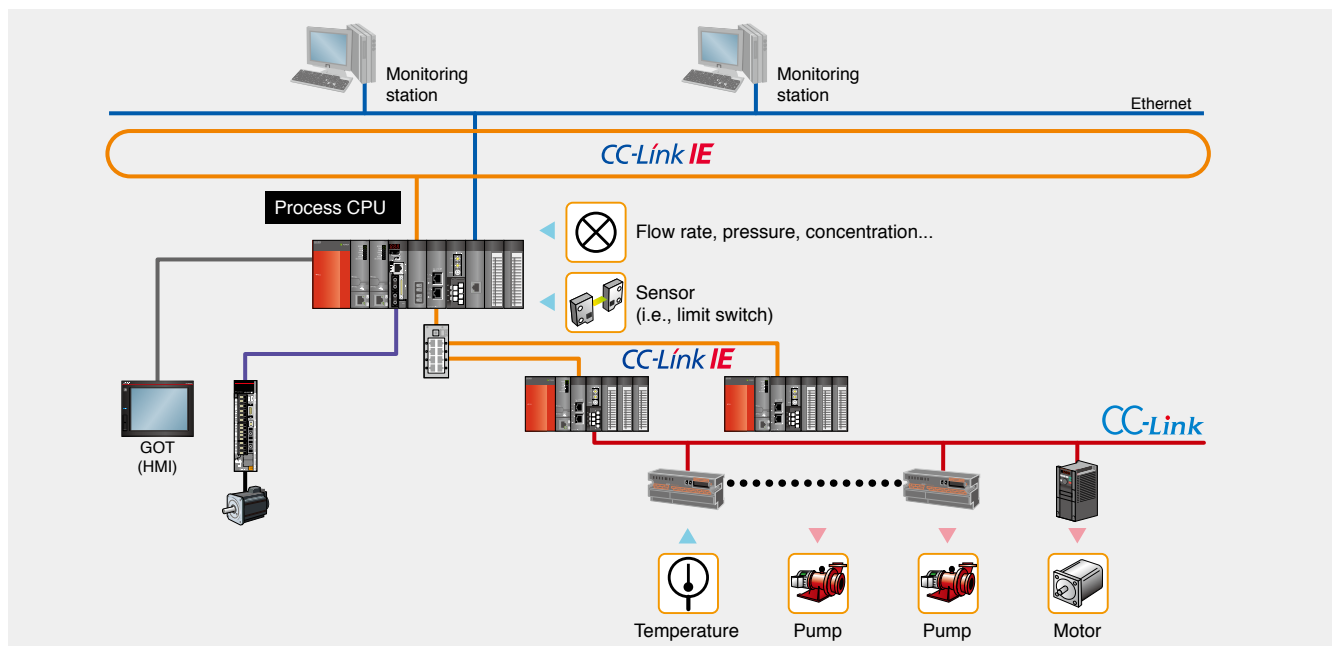 Monitoring
station
Monitoring
station
Ethernet
CC-Link IE
Process CPU
Flow rate, pressure, concentration...
Sensor
(i.e., limit switch)
CC-Link IE
GOT
(HMI)
CC-Link
Temperature
Pump
Pump
Motor